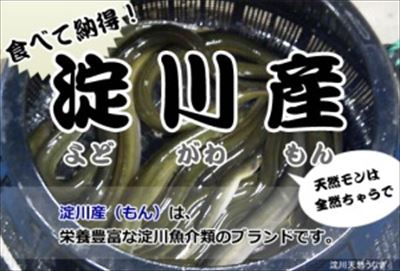 食べて納得！
淀川産
よどがわもん
天然モンは
全然ちゃうで
淀川産（もん）は、
栄養豊富な淀川魚介類のブランドです。
淀川天然うなぎ